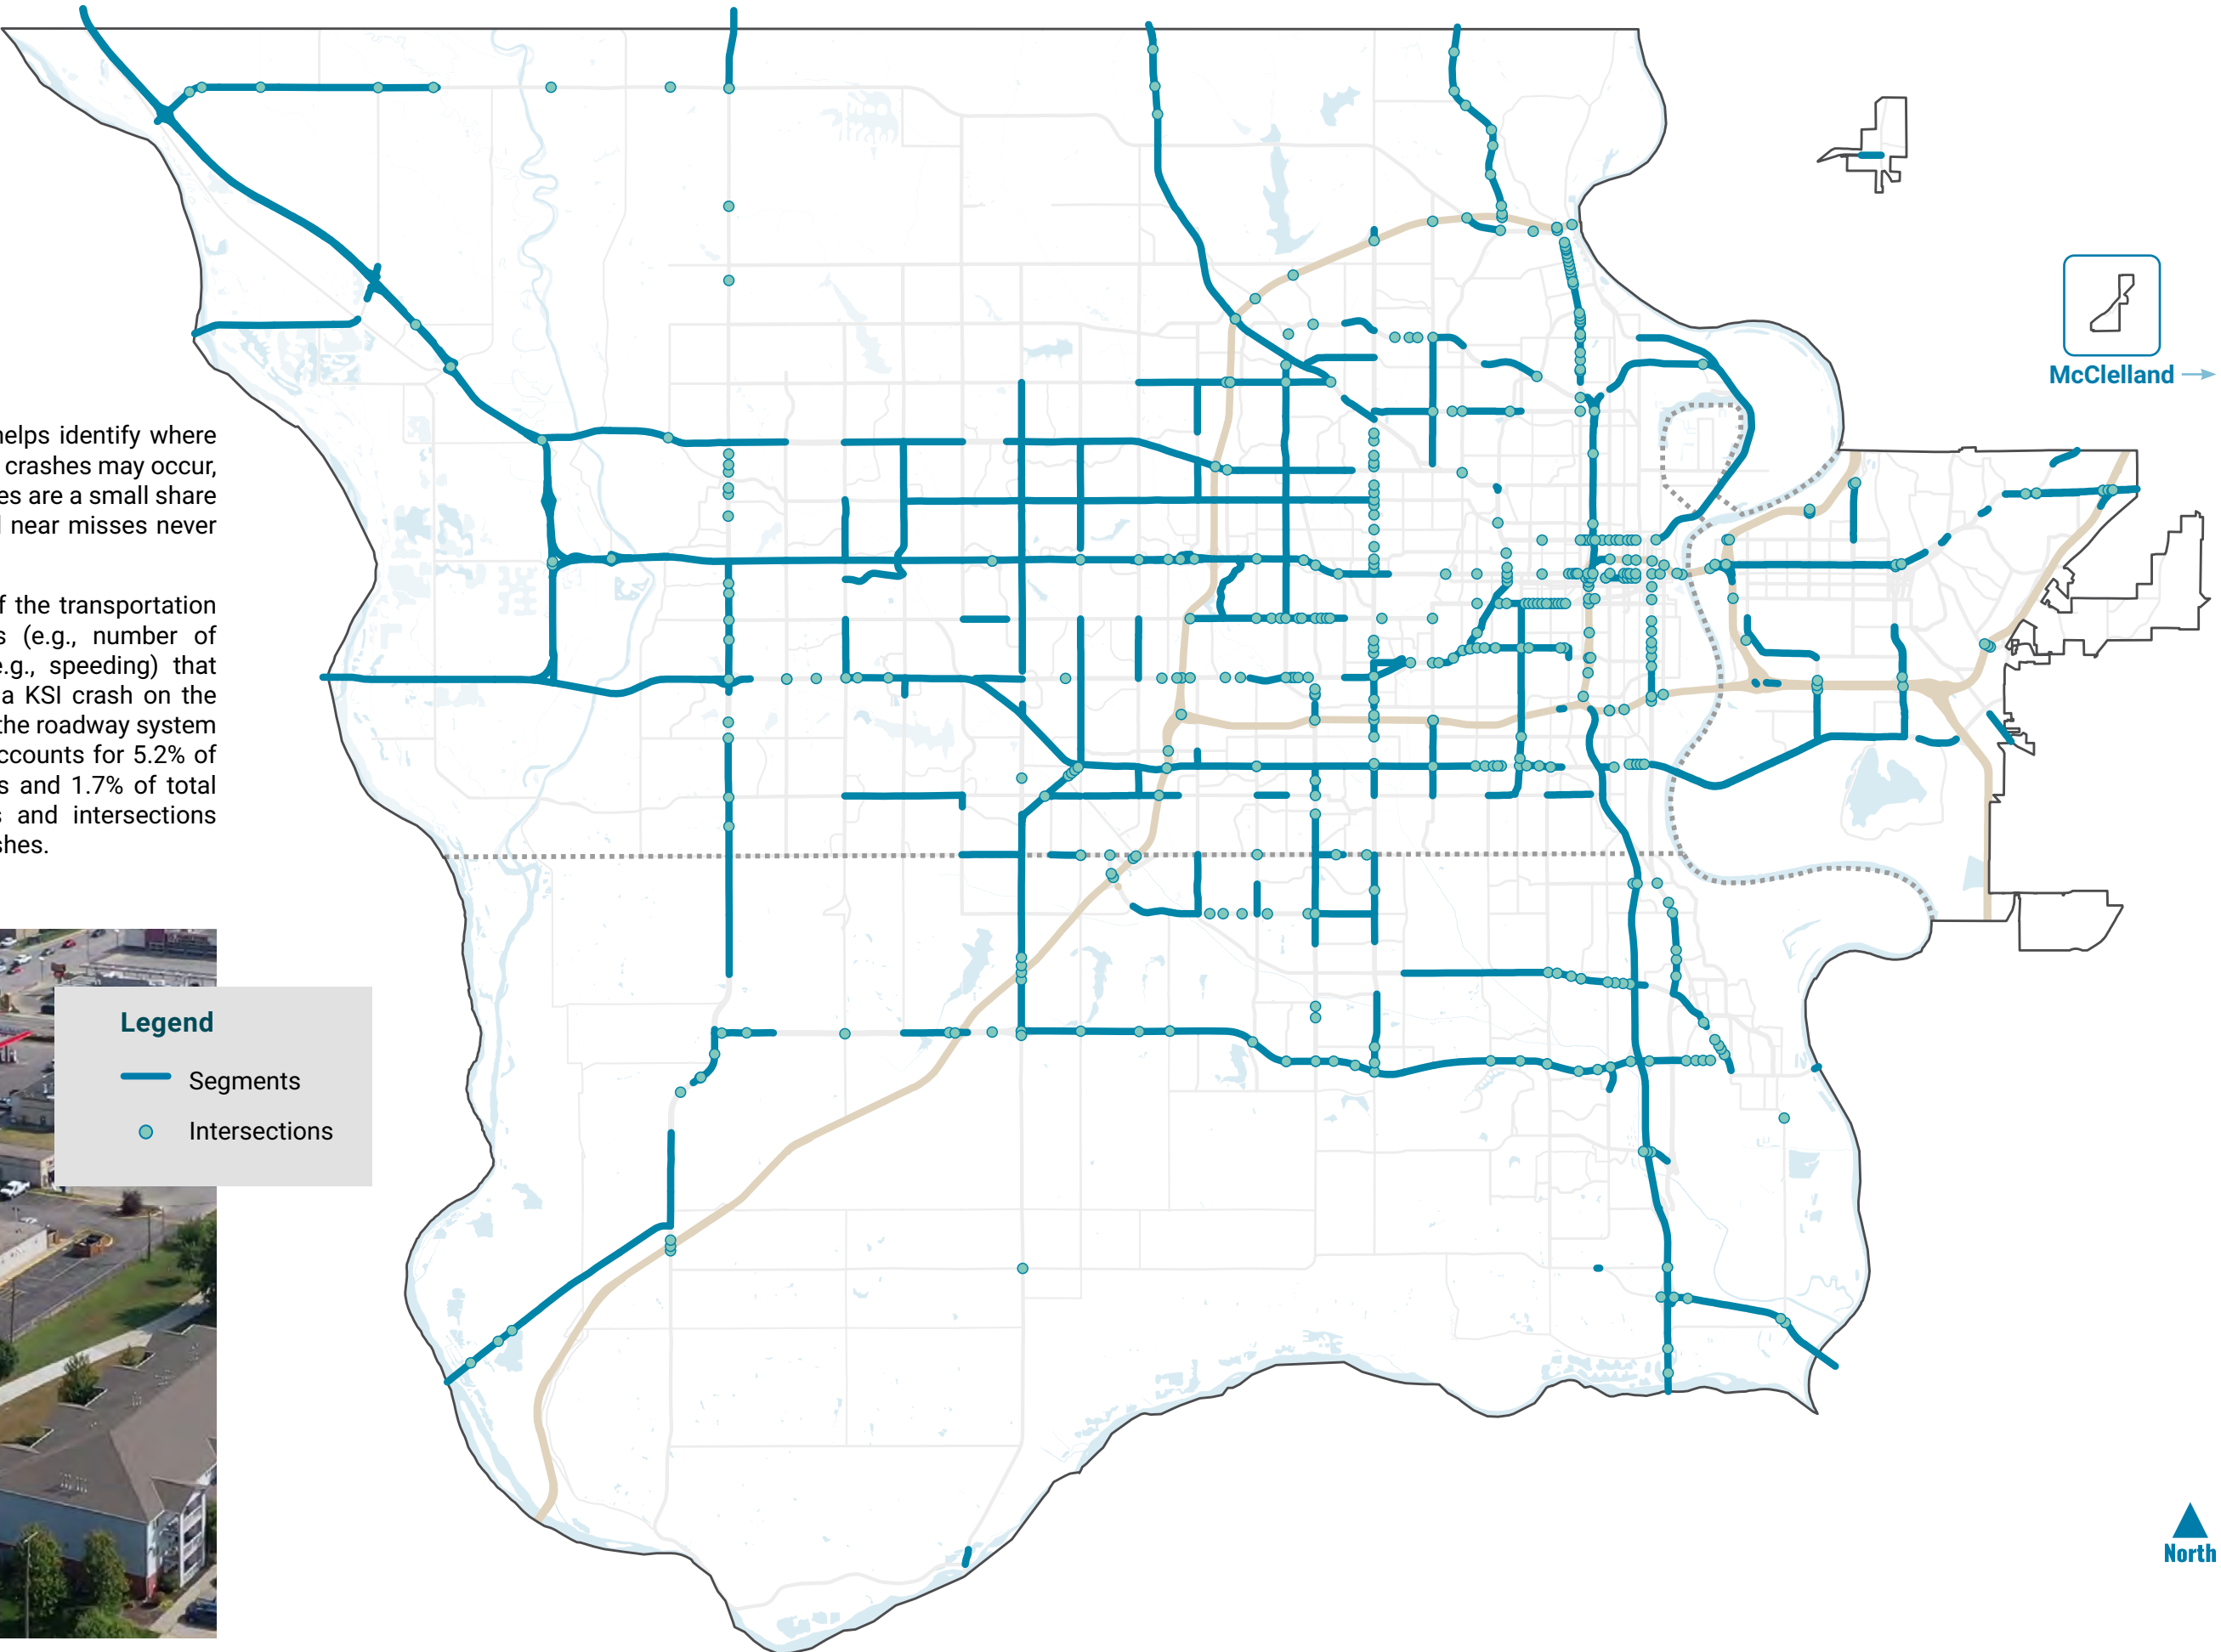 helps identify where
crashes may occur,
es are a small share
d near misses never
f the transportation
s (e.g., number of
e.g., speeding) that
a KSI crash on the
the roadway system
accounts for 5.2% of
s and 1.7% of total
s and intersections
shes.
Legend
Segments
Intersections
McClelland
North